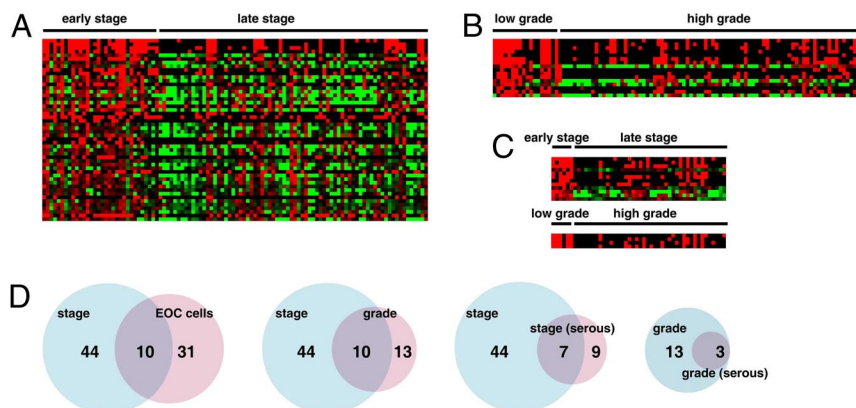 A
early stage
late stage
B
low grade
high grade
C
early stage
late stage
low grade
high grade
D
stage
EOC cells
44
10
31
stage
grade
44
10
13
stage
stage (serous)
44
7
9
grade
13
3
grade (serous)